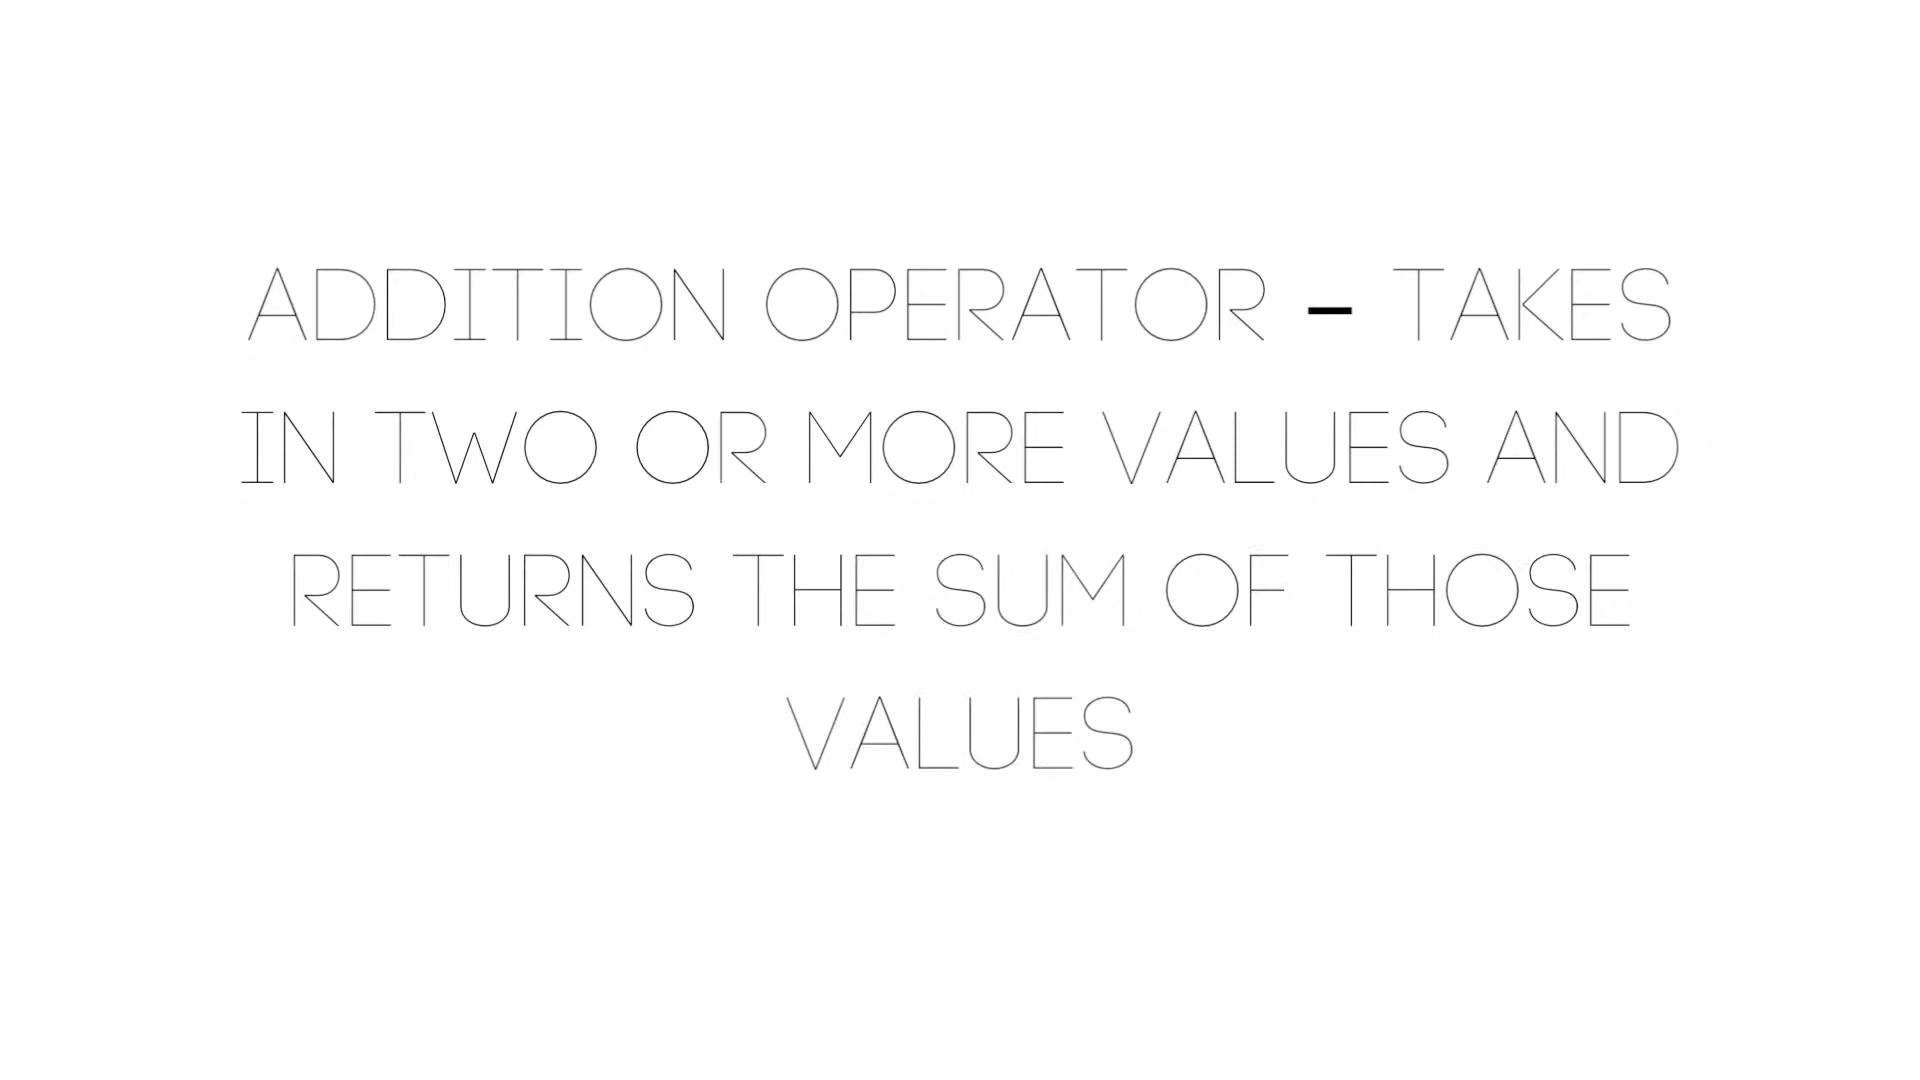 ADDITION OPERATOR – TAKES
IN TWO OR MORE VALUES AND
RETURNS THE SUM OF THOSE
VALUES